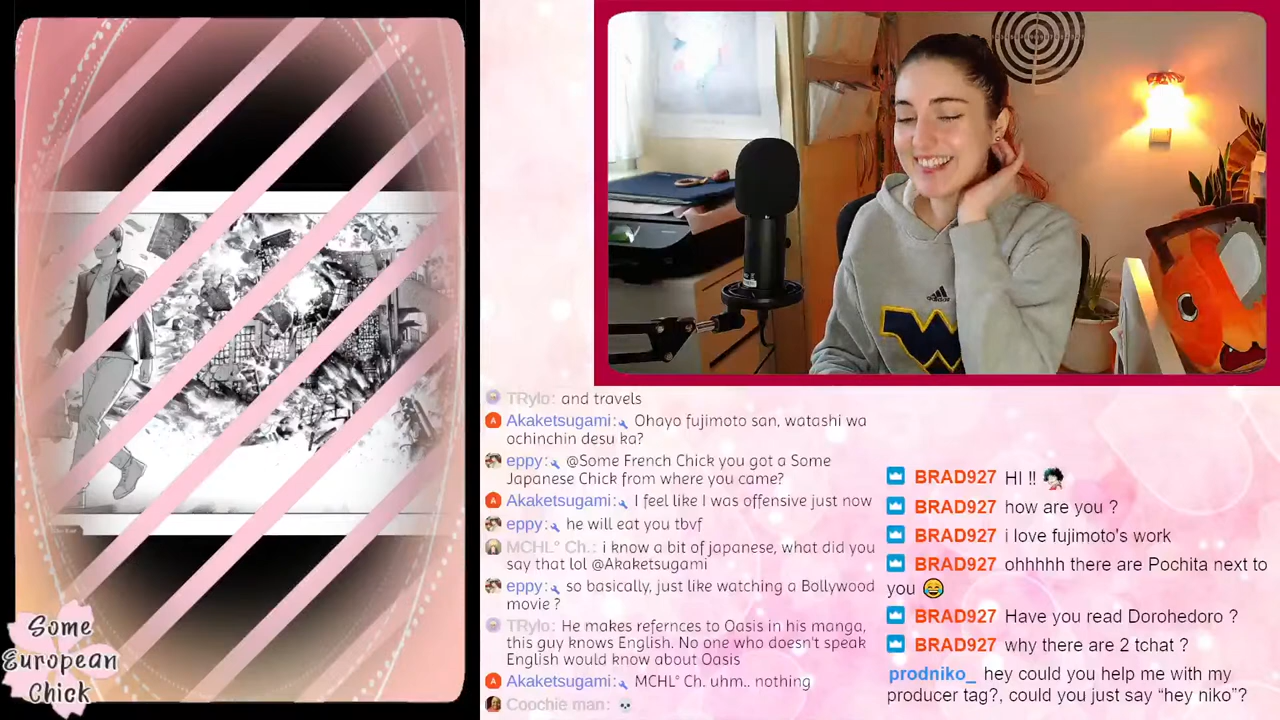 TRylo: and travels
Akaketsugami: Ohayo fujimoto san, watashi wa
ochinchin desu ka?
eppy: @Some French Chick you got a Some
Japanese Chick from where you came?
Akaketsugami: I feel like I was offensive just now
eppy: he will eat you tbvf
MCHL° Ch.: i know a bit of japanese, what did you
say that lol @Akaketsugami
eppy: so basically, just like watching a Bollywood
movie ?
TRylo: He makes refernces to Oasis in his manga,
this guy knows English. No one who doesn't speak
English would know about Oasis
Akaketsugami: MCHL° Ch. uhm.. nothing
Coochie man:
BRAD927 HI !!
BRAD927 how are you ?
BRAD927 i love fujimoto's work
BRAD927 ohhhhh there are Pochita next to
you
BRAD927 Have you read Dorohedoro ?
BRAD927 why there are 2 tchat ?
prodniko_ hey could you help me with my
producer tag?, could you just say “hey niko”?
adidas
W
Some
European
Chick